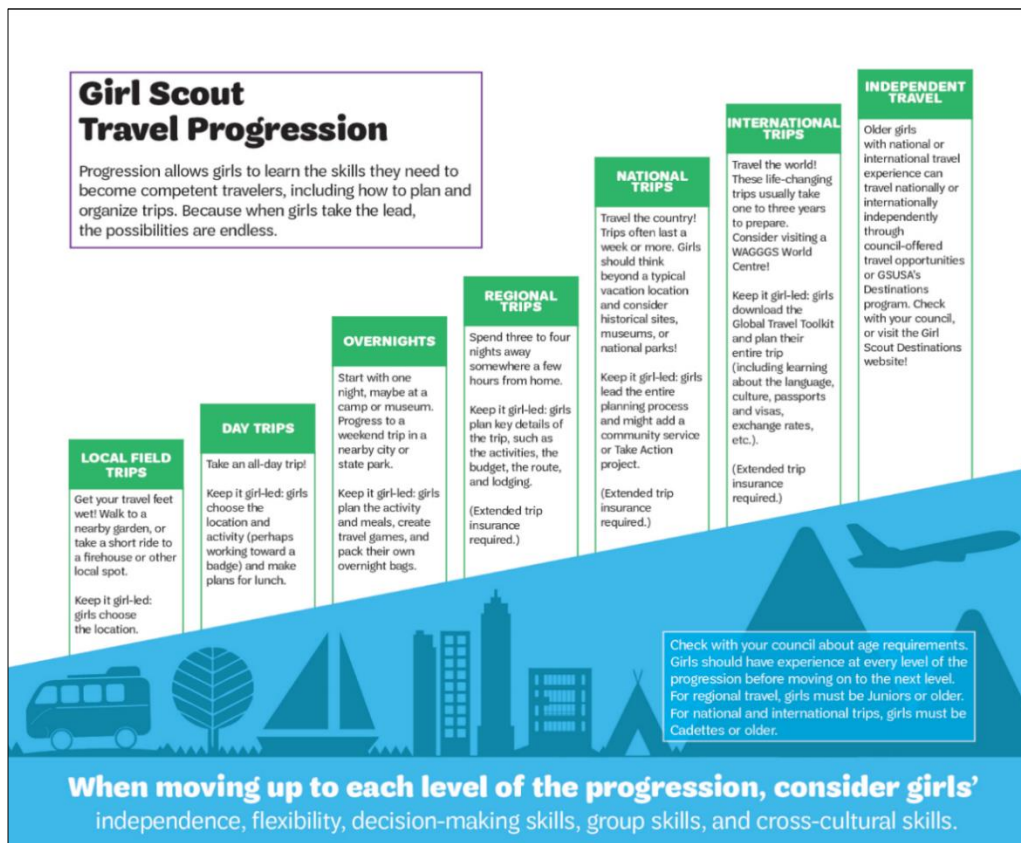 Girl Scout
Travel Progression
Progression allows girls to learn the skills they need to
become competent travelers, including how to plan and
organize trips. Because when girls take the lead,
the possibilities are endless.
LOCAL FIELD
TRIPS
Get your travel feet
wet! Walk to a
nearby garden, or
take a short ride to
a firehouse or other
local spot.
Keep it girl-led:
girls choose
the location.
DAY TRIPS
Take an all-day trip!
Keep it girl-led: girls
choose the
location and
activity (perhaps
working toward a
badge) and make
plans for lunch.
OVERNIGHTS
Start with one
night, maybe at a
camp or museum.
Progress to a
weekend trip in a
nearby city or
state park.
Keep it girl-led: girls
plan the activity
and meals, create
travel games, and
pack their own
overnight bags.
REGIONAL
TRIPS
Spend three to four
nights away
somewhere a few
hours from home.
Keep it girl-led: girls
plan key details of
the trip, such as
the activities, the
budget, the route,
and lodging.
(Extended trip
insurance
required.)
NATIONAL
TRIPS
Travel the country!
Trips often last a
week or more. Girls
should think
beyond a typical
vacation location
and consider
historical sites,
museums, or
national parks!
Keep it girl-led: girls
lead the entire
planning process
and might add a
community service
or Take Action
project.
(Extended trip
insurance
required.)
INTERNATIONAL
TRIPS
Travel the world!
These life-changing
trips usually take
one to three years
to prepare.
Consider visiting a
WAGGGS World
Centre!
Keep it girl-led: girls
download the
Global Travel Toolkit
and plan their
entire trip
(including learning
about the language,
culture, passports
and visas,
exchange rates,
etc.).
(Extended trip
insurance
required.)
INDEPENDENT
TRAVEL
Older girls
with national or
international travel
experience can
travel nationally or
internationally
independently
through
council-offered
travel opportunities
or GSUSA's
Destinations
program. Check
with your council,
or visit the Girl
Scout Destinations
website!
Check with your council about age requirements.
Girls should have experience at every level of the
progression before moving on to the next level.
For regional travel, girls must be Juniors or older.
For national and international trips, girls must be
Cadettes or older.
When moving up to each level of the progression, consider girls'
independence, flexibility, decision-making skills, group skills, and cross-cultural skills.